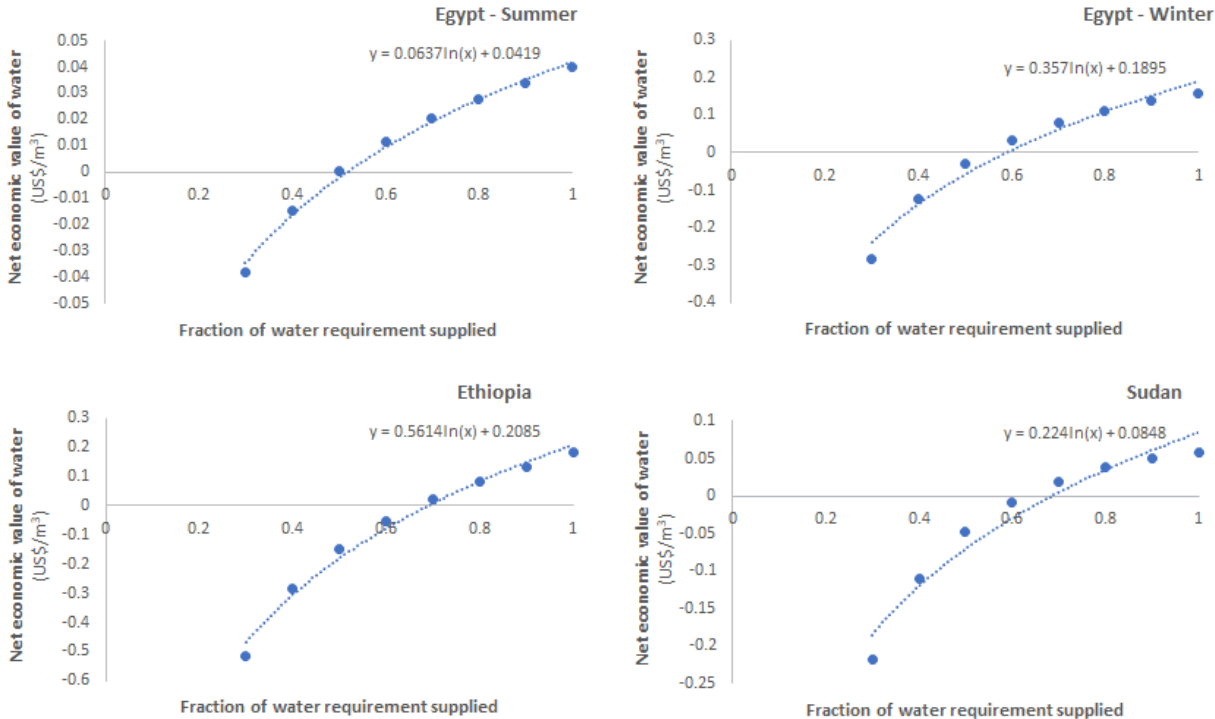 Egypt - Summer
y = 0.0637ln(x) + 0.0419
Net economic value of water
(US$/m³)
0.05
0.04
0.03
0.02
0.01
0
-0.01
-0.02
-0.03
-0.04
-0.05
0 0.2 0.4 0.6 0.8 1
Fraction of water requirement supplied
Egypt - Winter
y = 0.357ln(x) + 0.1895
Net economic value of water
(US$/m³)
0.3
0.2
0.1
0
-0.1
-0.2
-0.3
-0.4
0 0.2 0.4 0.6 0.8 1
Fraction of water requirement supplied
Ethiopia
y = 0.5614ln(x) + 0.2085
Net economic value of water
(US$/m³)
0.3
0.2
0.1
0
-0.1
-0.2
-0.3
-0.4
-0.5
-0.6
0 0.2 0.4 0.6 0.8 1
Fraction of water requirement supplied
Sudan
y = 0.224ln(x) + 0.0848
Net economic value of water
(US$/m³)
0.1
0.05
0
-0.05
-0.1
-0.15
-0.2
-0.25
0 0.2 0.4 0.6 0.8 1
Fraction of water requirement supplied